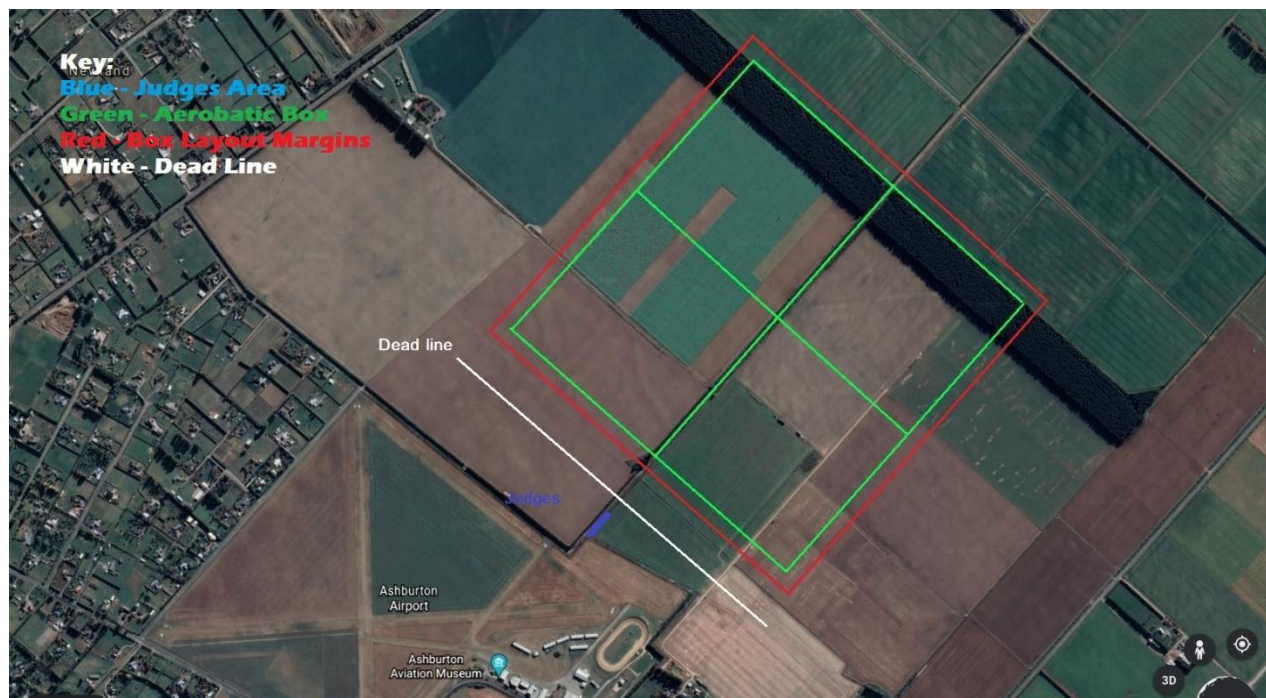 Key:
Newland
Blue - Judges Area
Green - Aerobatic Box
Red - Box Layout Margins
White - Dead Line
Dead line
Judges
Ashburton
Airport
Ashburton
Aviation Museum
3D